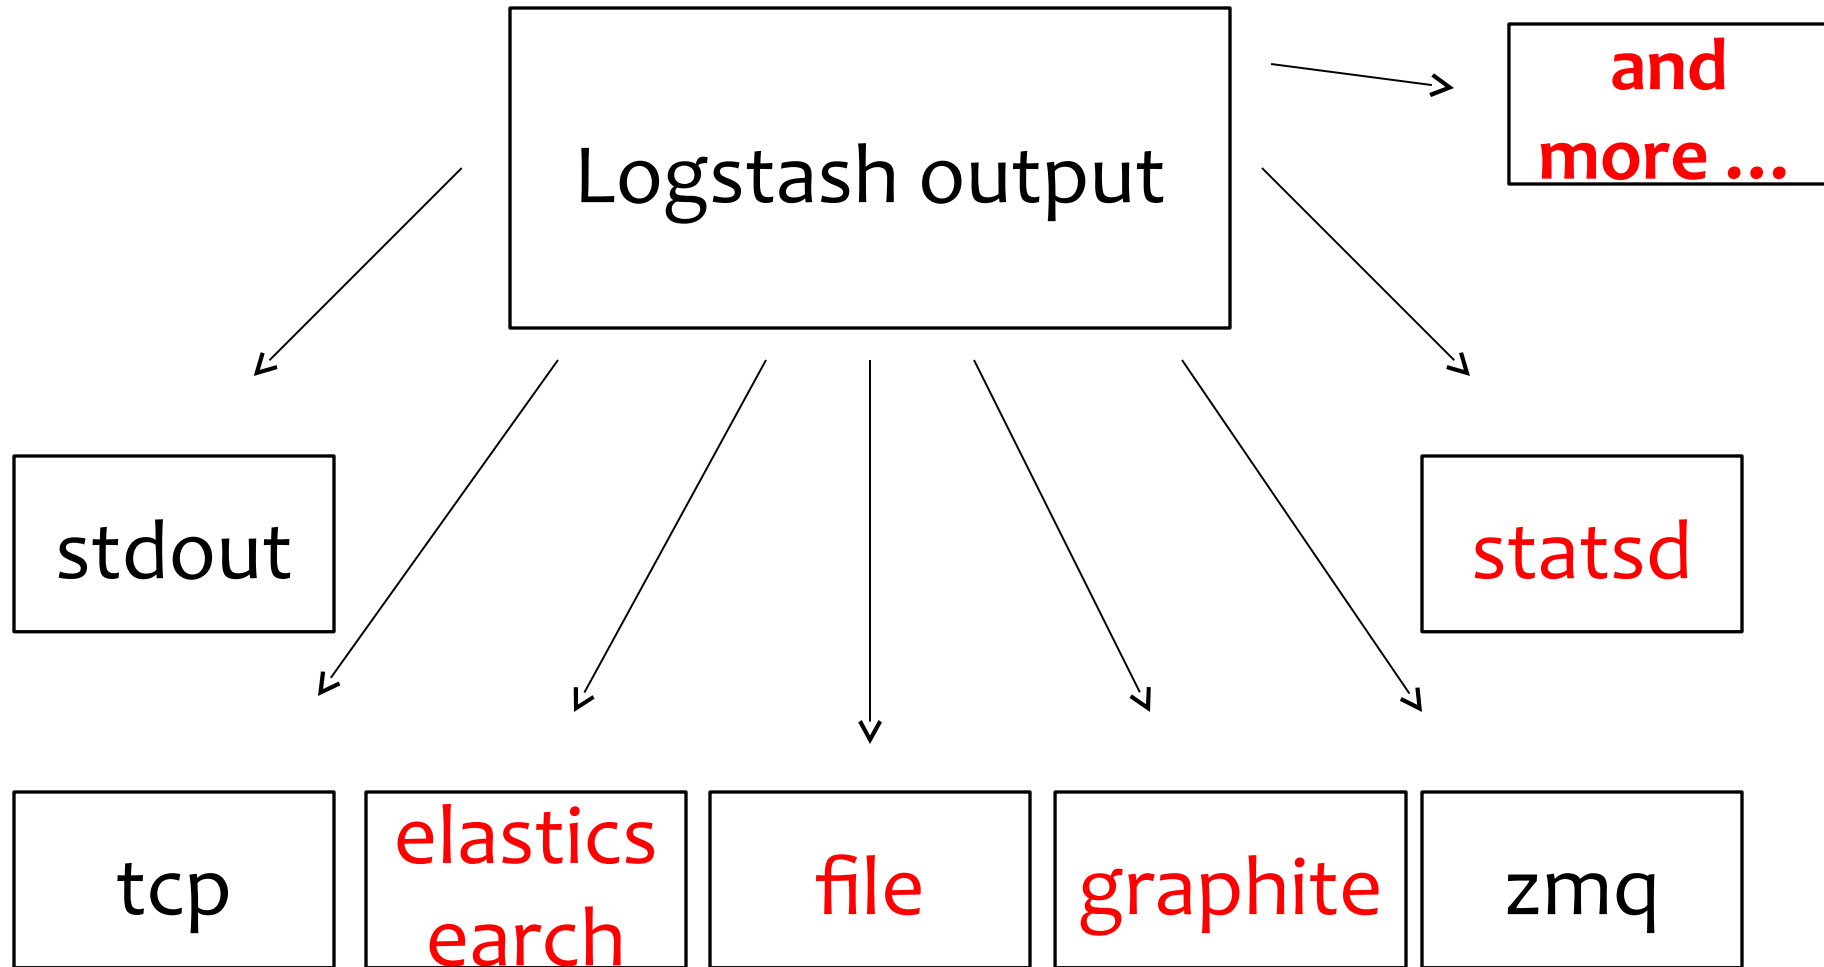 Logstash output
and
more ...
stdout
statsd
tcp
elastics
earch
file
graphite
zmq